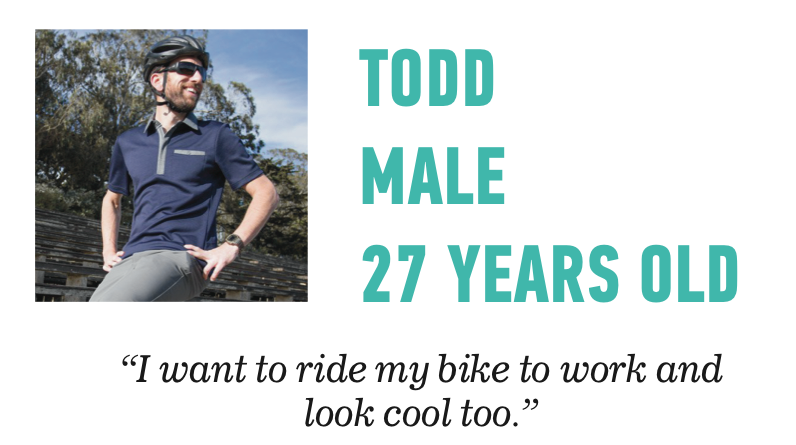 TODD
MALE
27 YEARS OLD
“I want to ride my bike to work and
look cool too.”